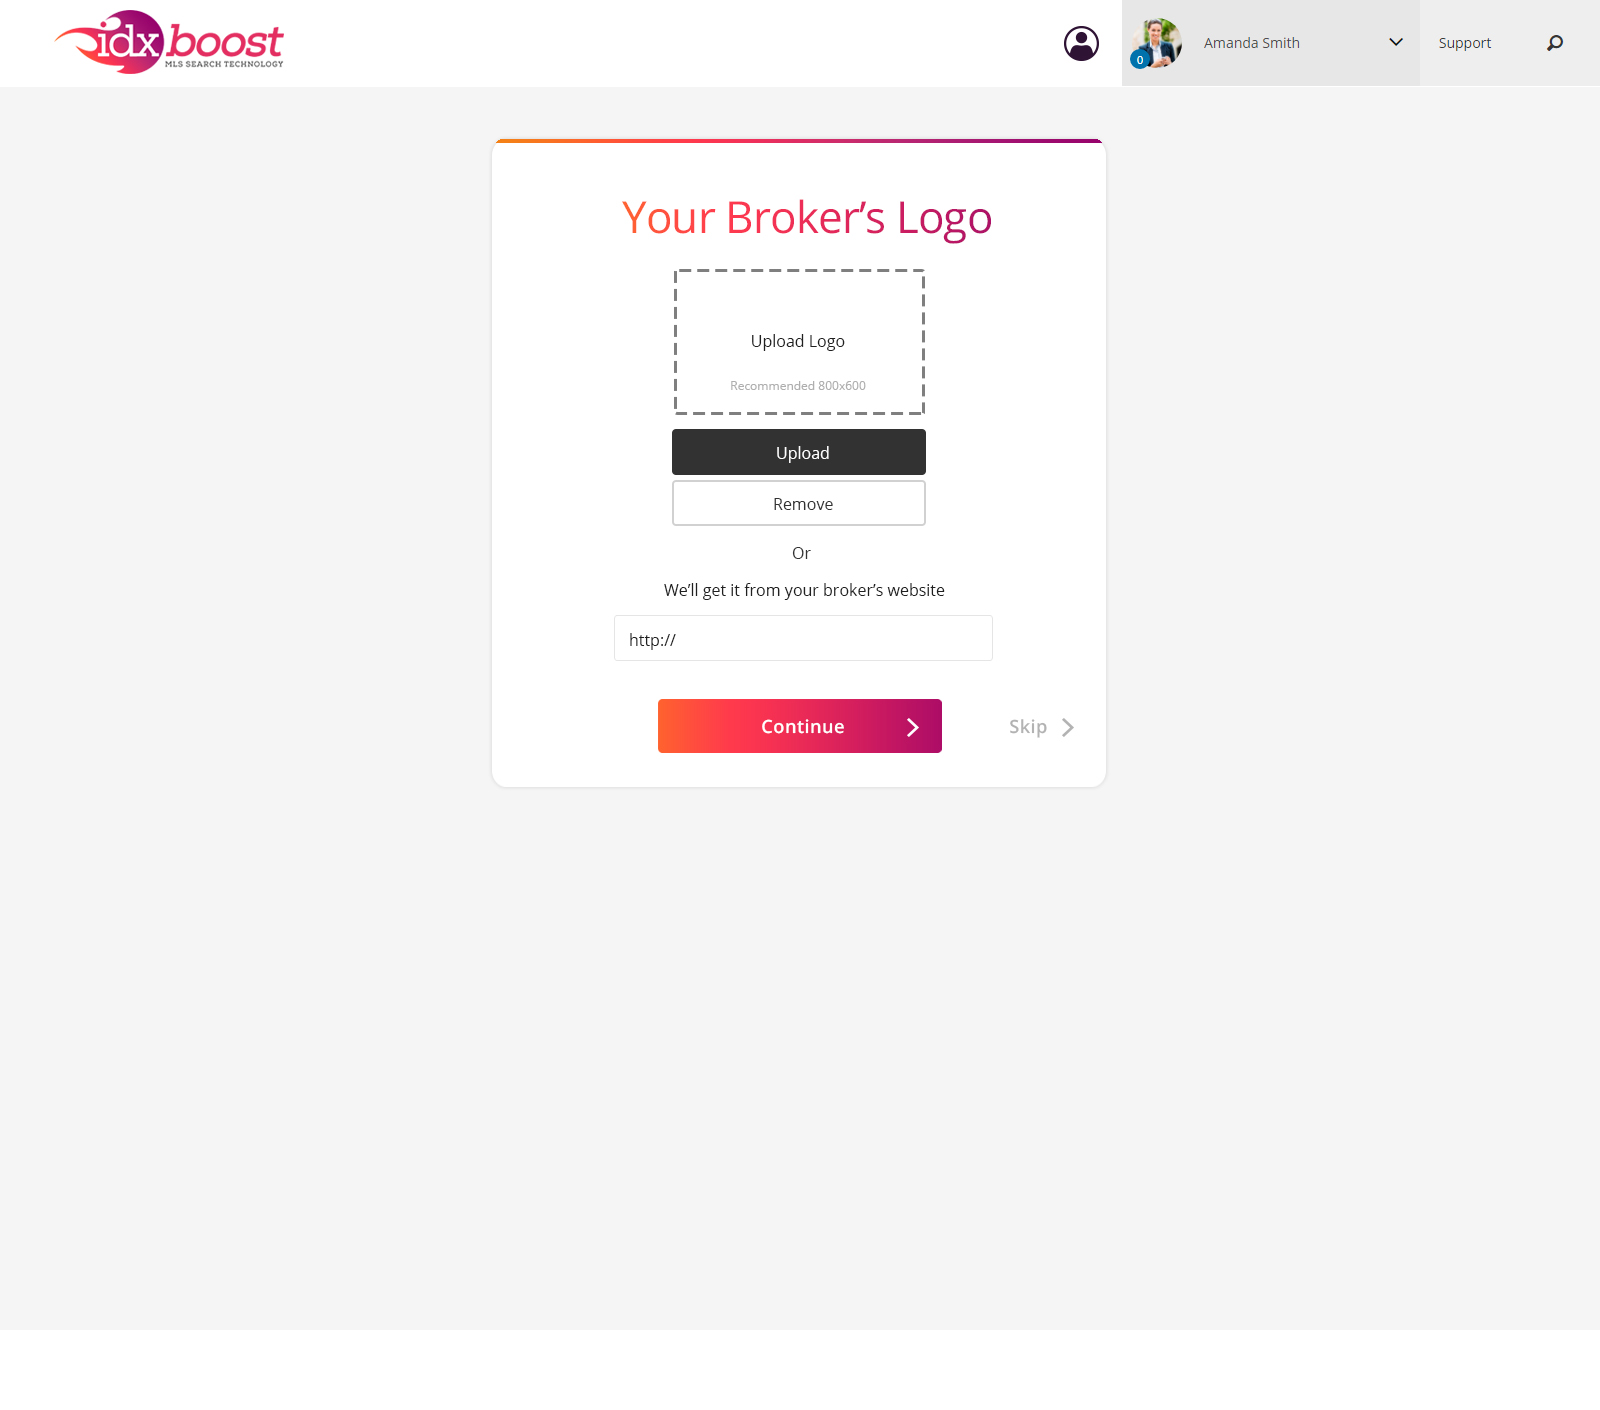 idxboost
MLS SEARCH TECHNOLOGY
0
Amanda Smith
Support
Your Broker’s Logo
Upload Logo
Recommended 800x600
Upload
Remove
Or
We’ll get it from your broker’s website
http://
Continue
Skip